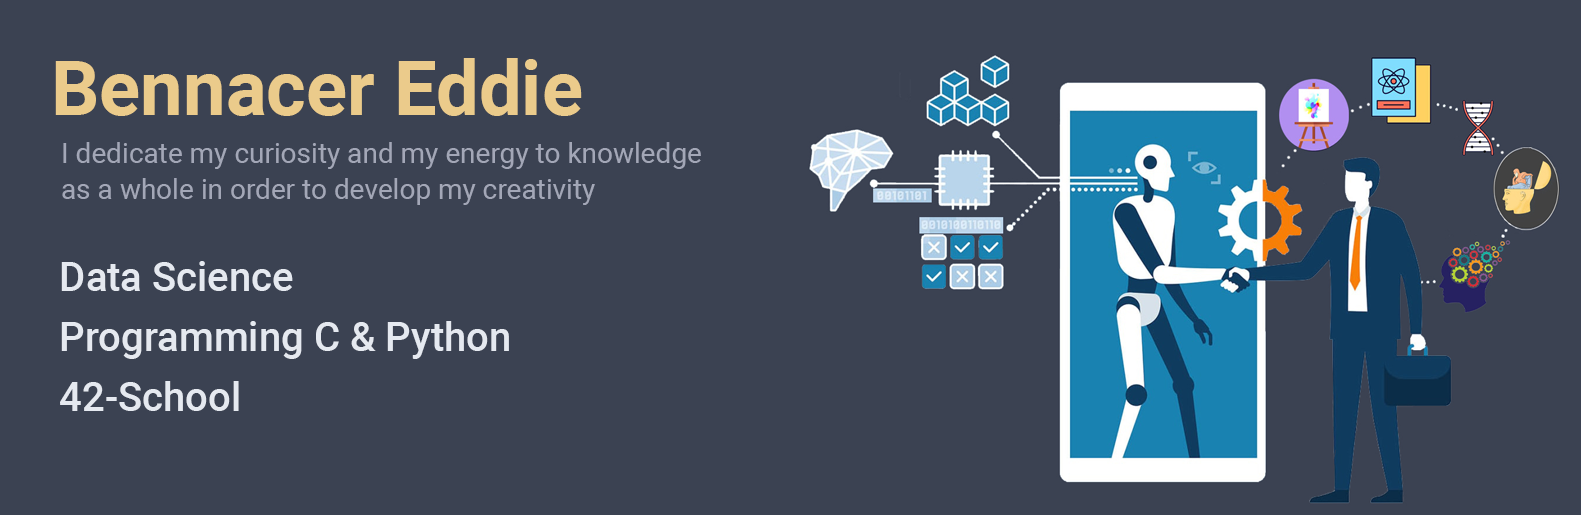 Bennacer Eddie
I dedicate my curiosity and my energy to knowledge
as a whole in order to develop my creativity
Data Science
Programming C & Python
42-School
00101101